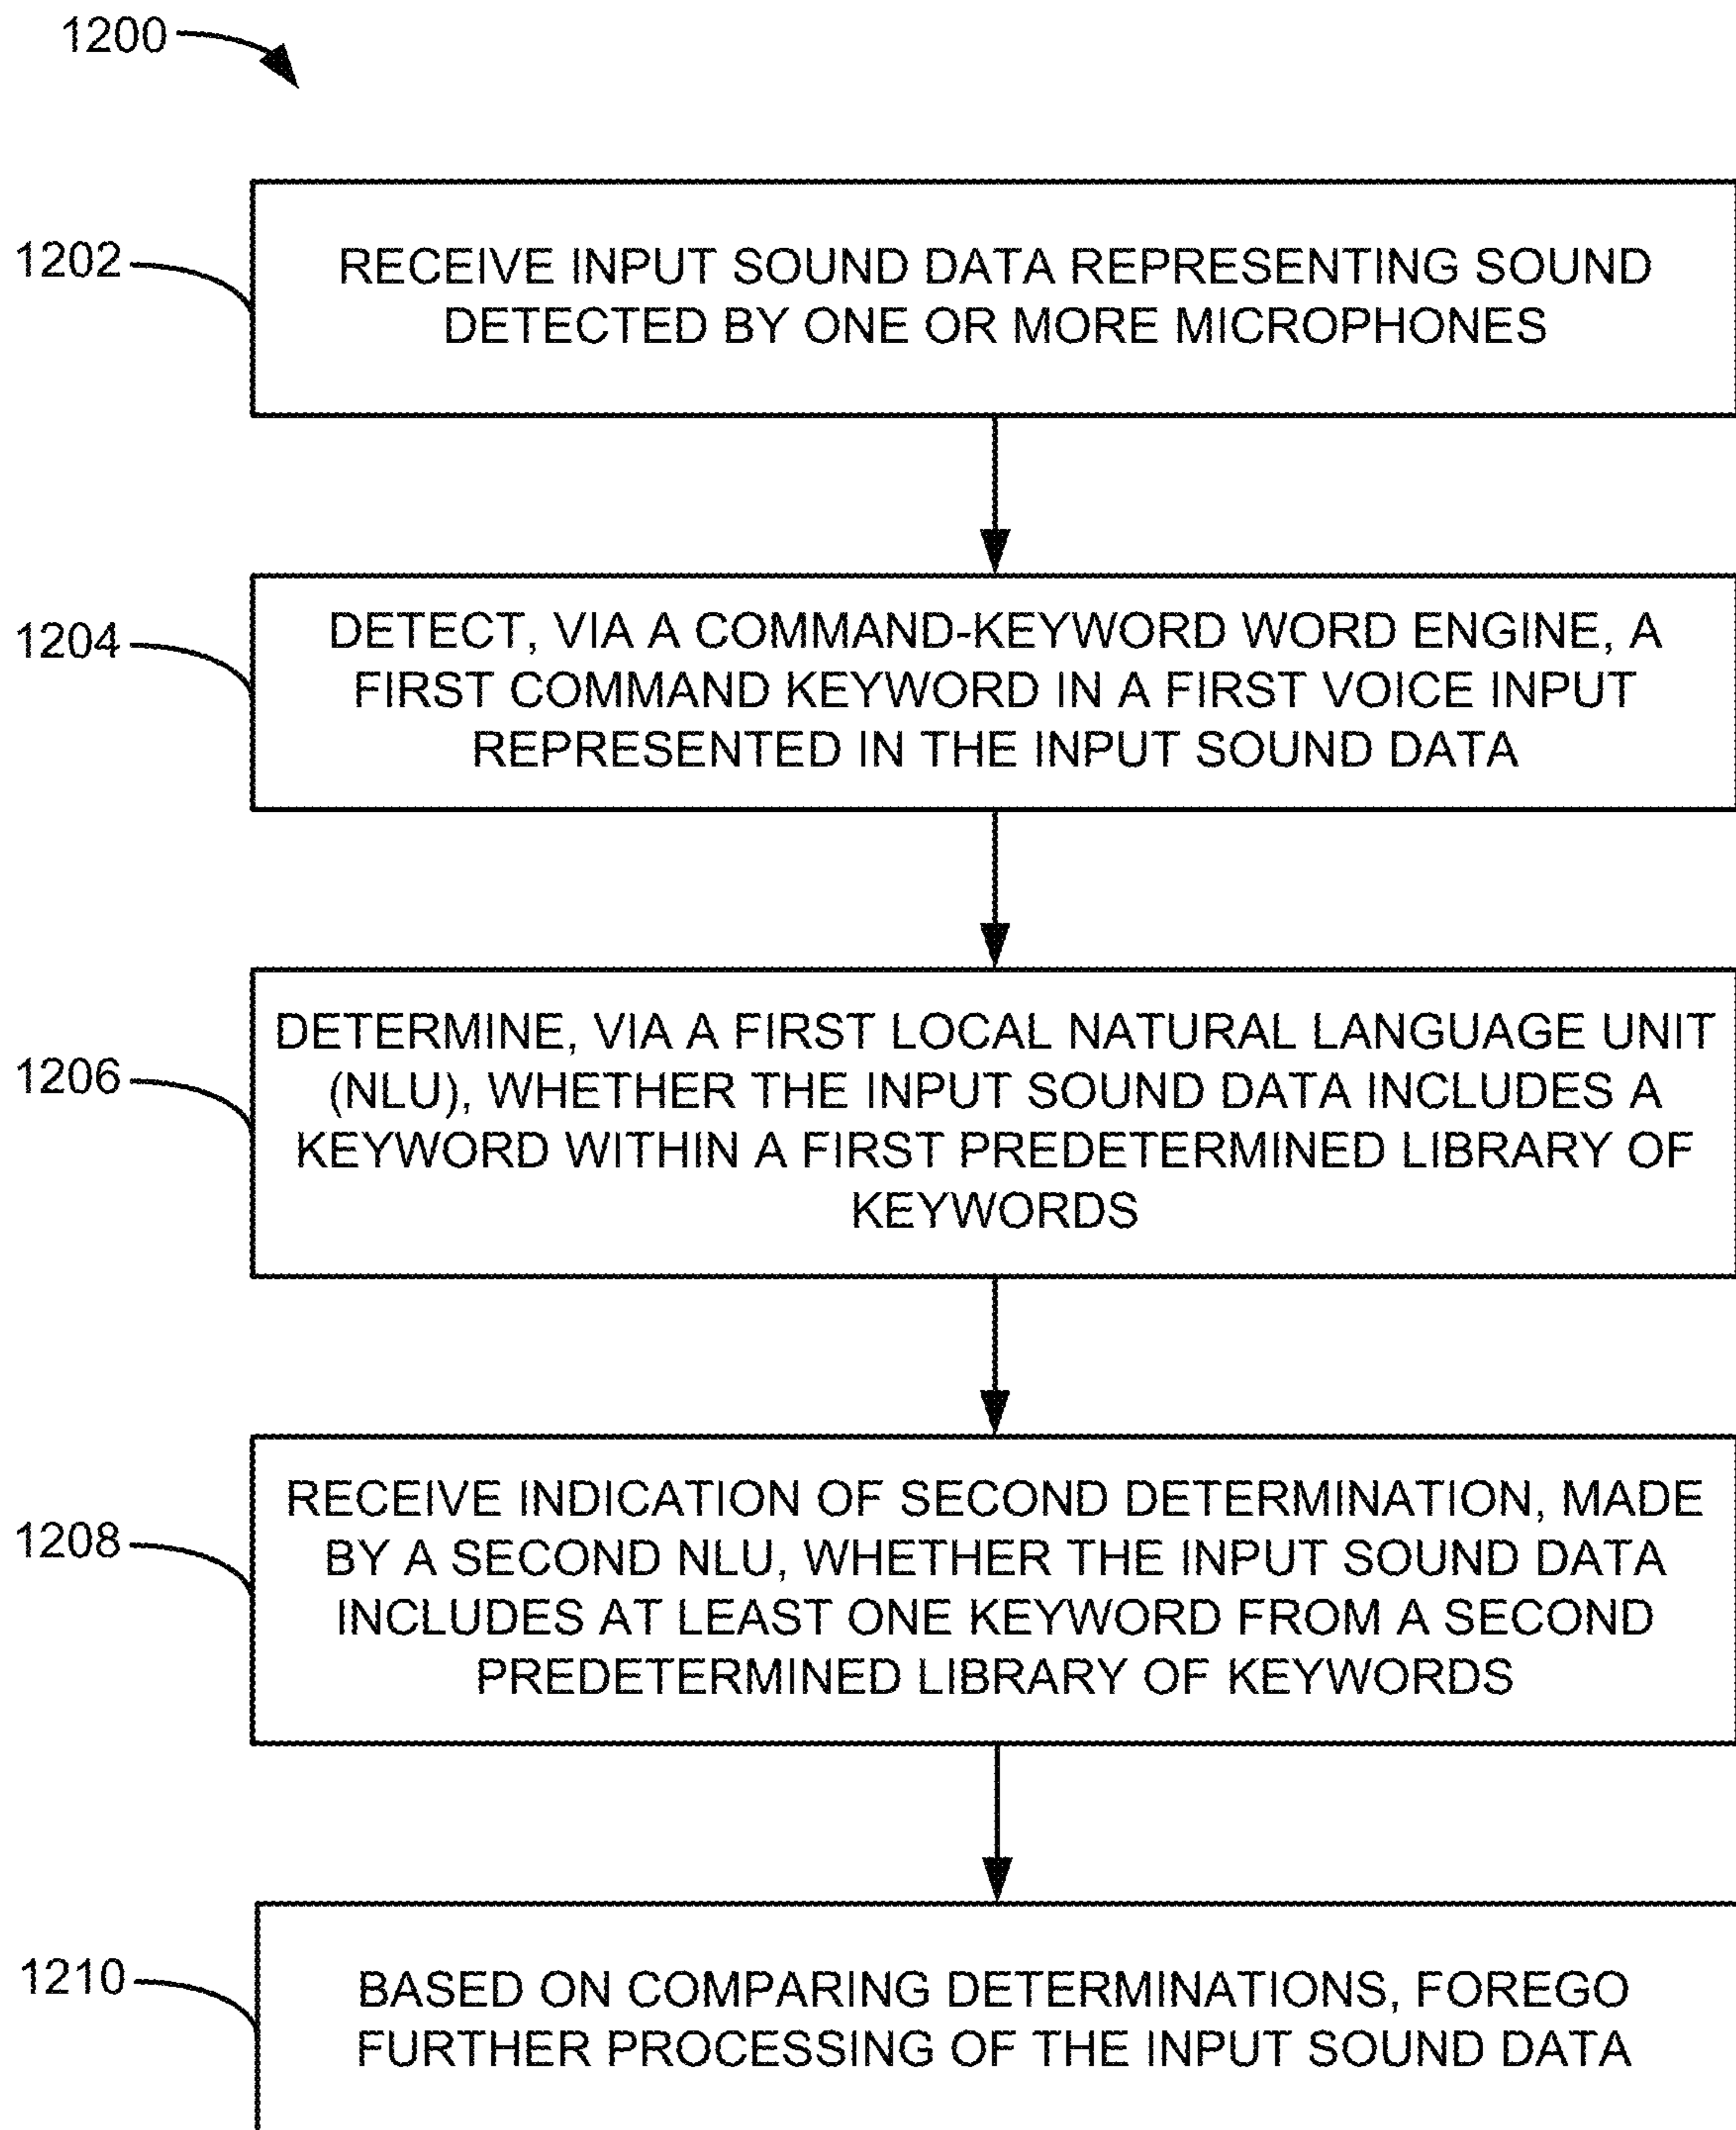 1200
1202
RECEIVE INPUT SOUND DATA REPRESENTING SOUND
DETECTED BY ONE OR MORE MICROPHONES
1204
DETECT, VIA A COMMAND-KEYWORD WORD ENGINE, A
FIRST COMMAND KEYWORD IN A FIRST VOICE INPUT
REPRESENTED IN THE INPUT SOUND DATA
1206
DETERMINE, VIA A FIRST LOCAL NATURAL LANGUAGE UNIT
(NLU), WHETHER THE INPUT SOUND DATA INCLUDES A
KEYWORD WITHIN A FIRST PREDETERMINED LIBRARY OF
KEYWORDS
1208
RECEIVE INDICATION OF SECOND DETERMINATION, MADE
BY A SECOND NLU, WHETHER THE INPUT SOUND DATA
INCLUDES AT LEAST ONE KEYWORD FROM A SECOND
PREDETERMINED LIBRARY OF KEYWORDS
1210
BASED ON COMPARING DETERMINATIONS, FOREGO
FURTHER PROCESSING OF THE INPUT SOUND DATA